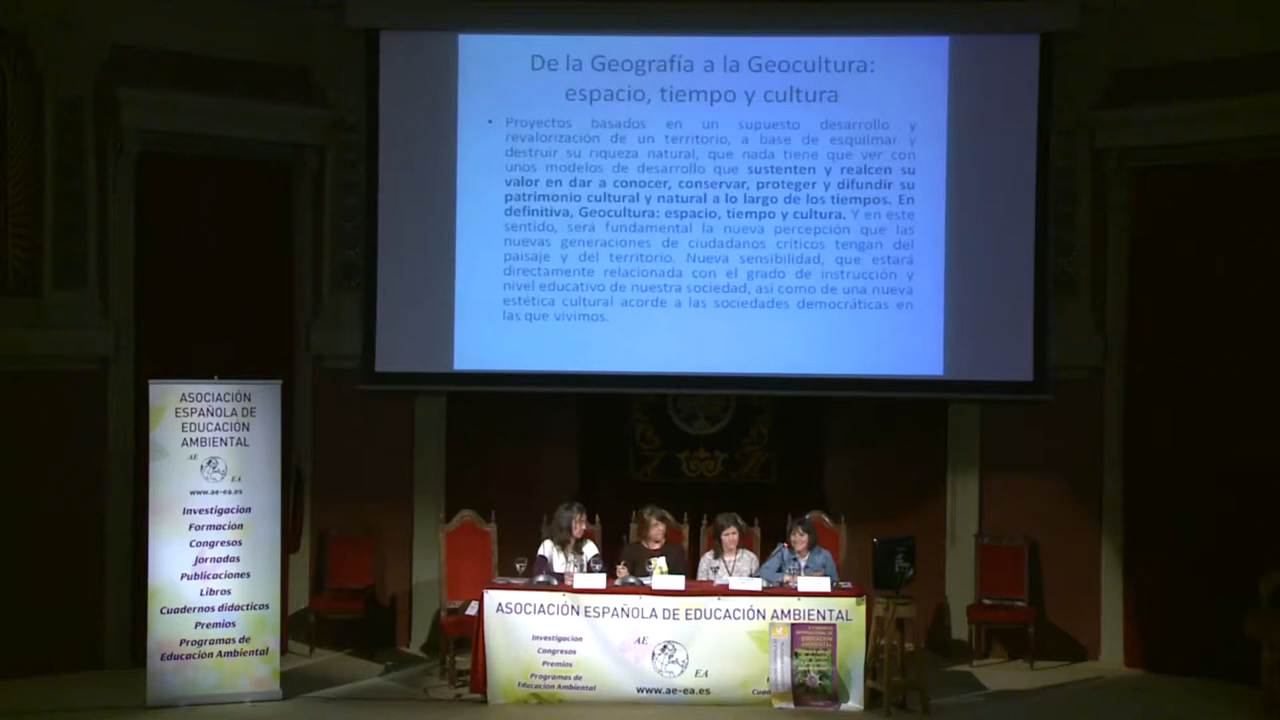 De la Geografía a la Geocultura:
espacio, tiempo y cultura
• Proyectos basados en un supuesto desarrollo y
revalorización de un territorio, a base de esquilmar y
destruir su riqueza natural, que nada tiene que ver con
unos modelos de desarrollo que sustenten y realcen su
valor en dar a conocer, conservar, proteger y difundir su
patrimonio cultural y natural a lo largo de los tiempos. En
definitiva, Geocultura: espacio, tiempo y cultura. Y en este
sentido, será fundamental la nueva percepción que las
nuevas generaciones de ciudadanos críticos tengan del
paisaje y del territorio. Nueva sensibilidad, que estará
directamente relacionada con el grado de instrucción y
nivel educativo de nuestra sociedad, así como de una nueva
estética cultural acorde a las sociedades democráticas en
las que vivimos.
ASOCIACIÓN
ESPAÑOLA DE
EDUCACIÓN
AMBIENTAL
AE
EA
www.ae-ea.es
Investigacion
Formación
Congresos
Jornadas
Publicaciones
Libros
Cuadernos didácticos
Premios
Programas de
Educación Ambiental
ASOCIACIÓN ESPAÑOLA DE EDUCACIÓN AMBIENTAL
Investigacion
Congresos
Premios
Programas de
Educacion Ambiental
AE
EA
www.ae-ea.es
Cuad
CONGRESO
INTERNACIONAL DE
EDUCACIÓN
AMBIENTAL